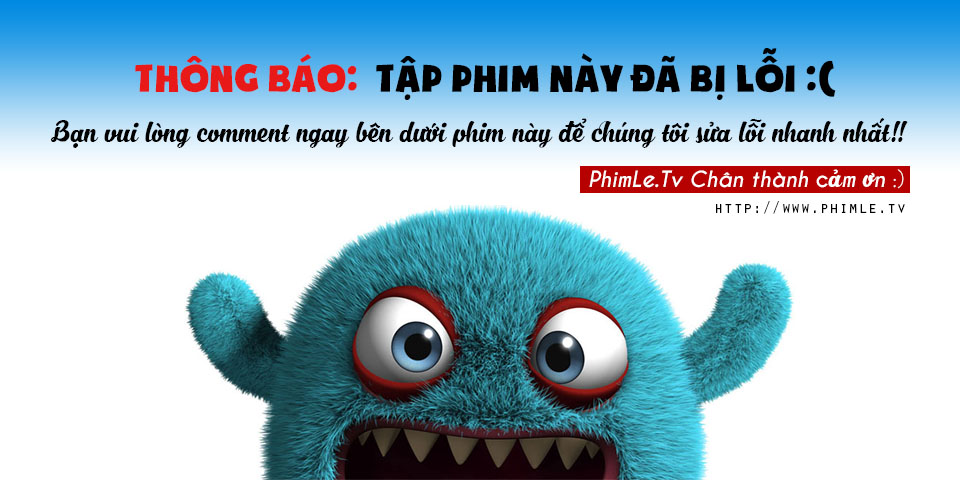 THÔNG BÁO: TẬP PHIM NÀY ĐÃ BỊ LỖI :(
Bạn vui lòng comment ngay bên dưới phim này để chúng tôi sửa lỗi nhanh nhất!!
PhimLe.Tv Chân thành cảm ơn :)
HTTP://WWW.PHIMLE.TV